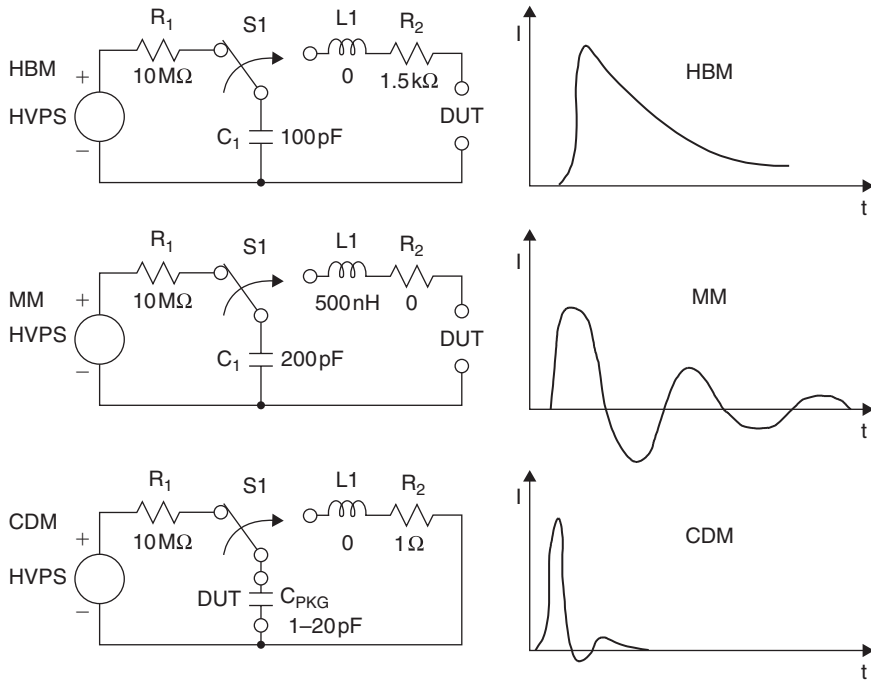 R1 S1 L1 R2
HBM + 10MΩ 0 1.5kΩ
HVPS − C1 100pF DUT
I HBM
t
R1 S1 L1 R2
MM + 10MΩ 500nH 0
HVPS − C1 200pF DUT
I MM
t
R1 S1 L1 R2
CDM + 10MΩ 0 1Ω
HVPS − DUT CPKG
1–20pF
I CDM
t